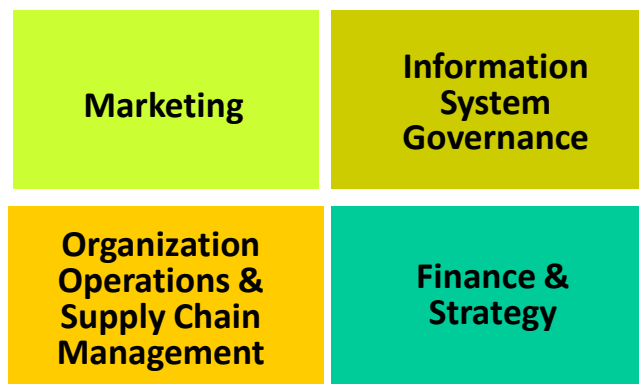 Marketing
Information
System
Governance
Organization
Operations &
Supply Chain
Management
Finance &
Strategy